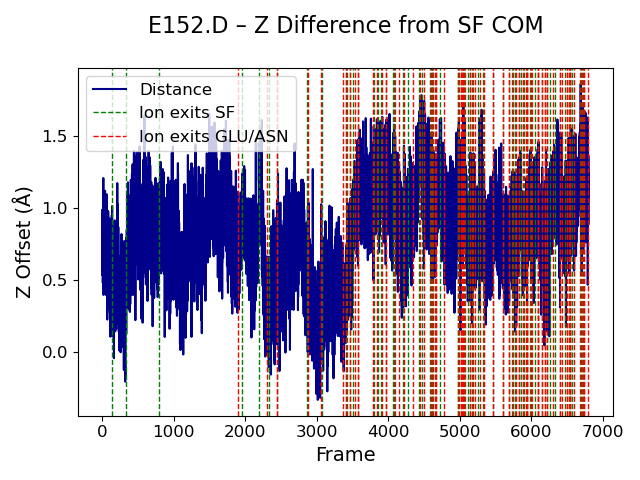 E152.D – Z Difference from SF COM
Distance
Ion exits SF
Ion exits GLU/ASN
Z Offset (Å)
1.5
1.0
0.5
0.0
0 1000 2000 3000 4000 5000 6000 7000
Frame